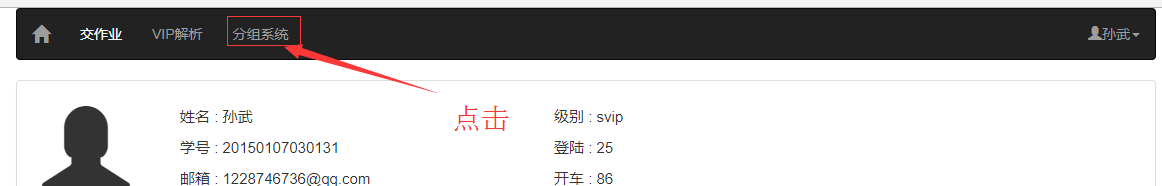 交作业 VIP解析 分组系统 孙武
点击
姓名 : 孙武 级别 : svip
学号 : 20150107030131 登陆 : 25
邮箱 : 1228746736@qq.com 开车 : 86